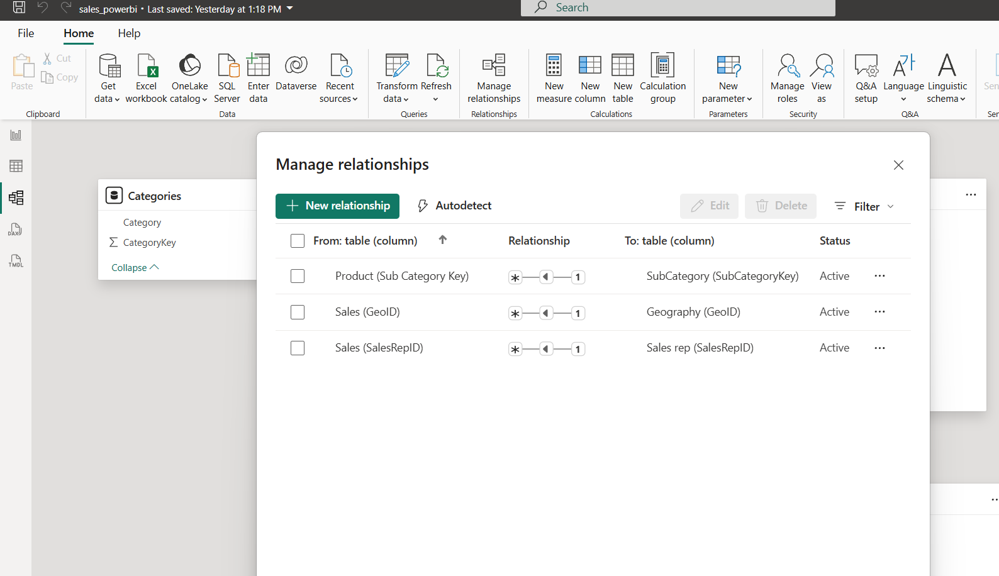 sales_powerbi • Last saved: Yesterday at 1:18 PM
Search
File
Home
Help
Paste
Cut
Copy
Clipboard
Get data
Excel workbook
OneLake catalog
SQL Server
Enter data
Dataverse
Recent sources
Data
Transform data
Refresh
Queries
Manage relationships
Relationships
New measure
New column
New table
Calculation group
Calculations
New parameter
Parameters
Manage roles
View as
Security
Q&A setup
Language
Linguistic schema
Q&A
DAX
TMDL
Categories
Category
CategoryKey
Collapse
Manage relationships
New relationship
Autodetect
Edit
Delete
Filter
From: table (column)
Relationship
To: table (column)
Status
Product (Sub Category Key)
* 1
SubCategory (SubCategoryKey)
Active
Sales (GeoID)
* 1
Geography (GeoID)
Active
Sales (SalesRepID)
* 1
Sales rep (SalesRepID)
Active